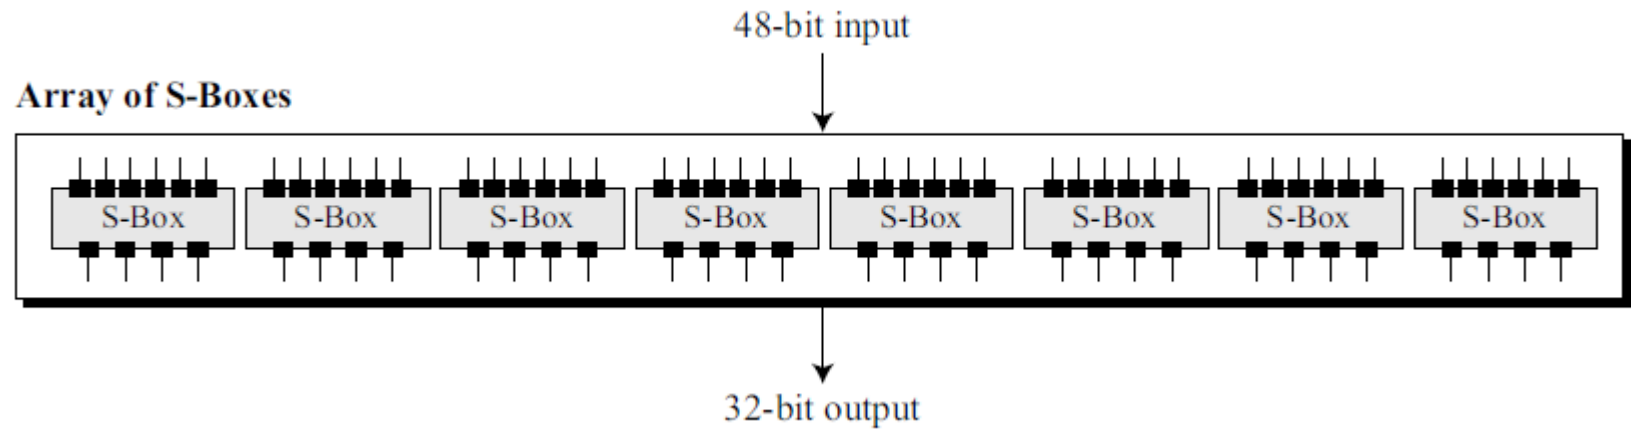 48-bit input
Array of S-Boxes
S-Box S-Box S-Box S-Box S-Box S-Box S-Box S-Box
32-bit output